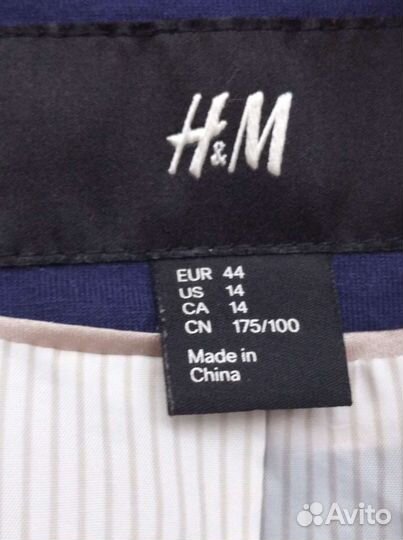 H&M
EUR 44
US 14
CA 14
CN 175/100
Made in
China
Avito